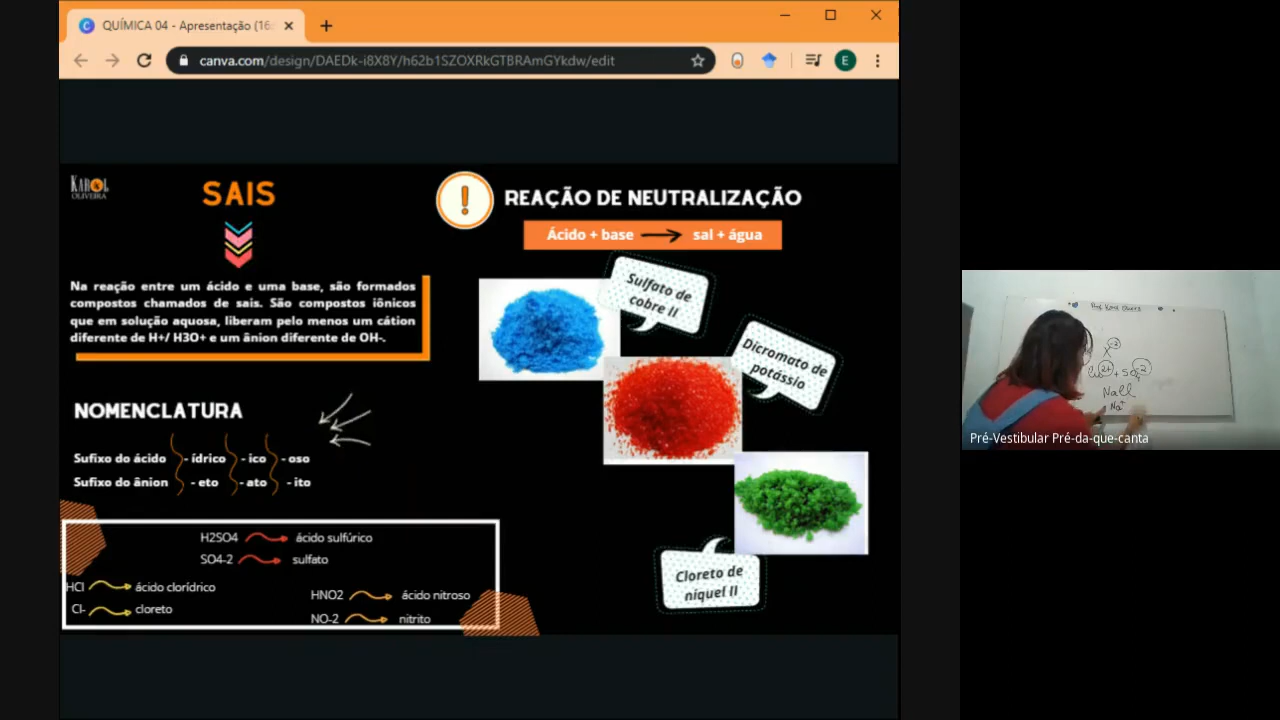 QUÍMICA 04 - Apresentação (16:
canva.com/design/DAEDk-i8X8Y/h62b1SZOXRkGTBRAmGYkdw/edit
E
KAROL
OLIVEIRA
SAIS
Na reação entre um ácido e uma base, são formados
compostos chamados de sais. São compostos iônicos
que em solução aquosa, liberam pelo menos um cátion
diferente de H+/ H3O+ e um ânion diferente de OH-.
NOMENCLATURA
Sufixo do ácido - ídrico - ico - oso
Sufixo do ânion - eto - ato - ito
H2SO4 ácido sulfúrico
SO4-2 sulfato
HCl ácido clorídrico
Cl- cloreto
HNO2 ácido nitroso
NO-2 nitrito
! REAÇÃO DE NEUTRALIZAÇÃO
Ácido + base sal + água
Sulfato de
cobre II
Dicromato de
potássio
Cloreto de
níquel II
NaCl
Na+
Pré-Vestibular Pré-da-que-canta